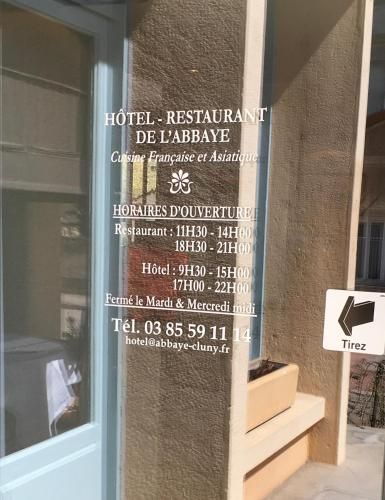 HÔTEL - RESTAURANT
DE L'ABBAYE
Cuisine Française et Asiatique
HORAIRES D'OUVERTURE
Restaurant : 11H30 - 14H00
18H30 - 21H00
Hôtel : 9H30 - 15H00
17H00 - 22H00
Fermé le Mardi & Mercredi midi
Tél. 03 85 59 11 14
hotel@abbaye-cluny.fr
Tirez